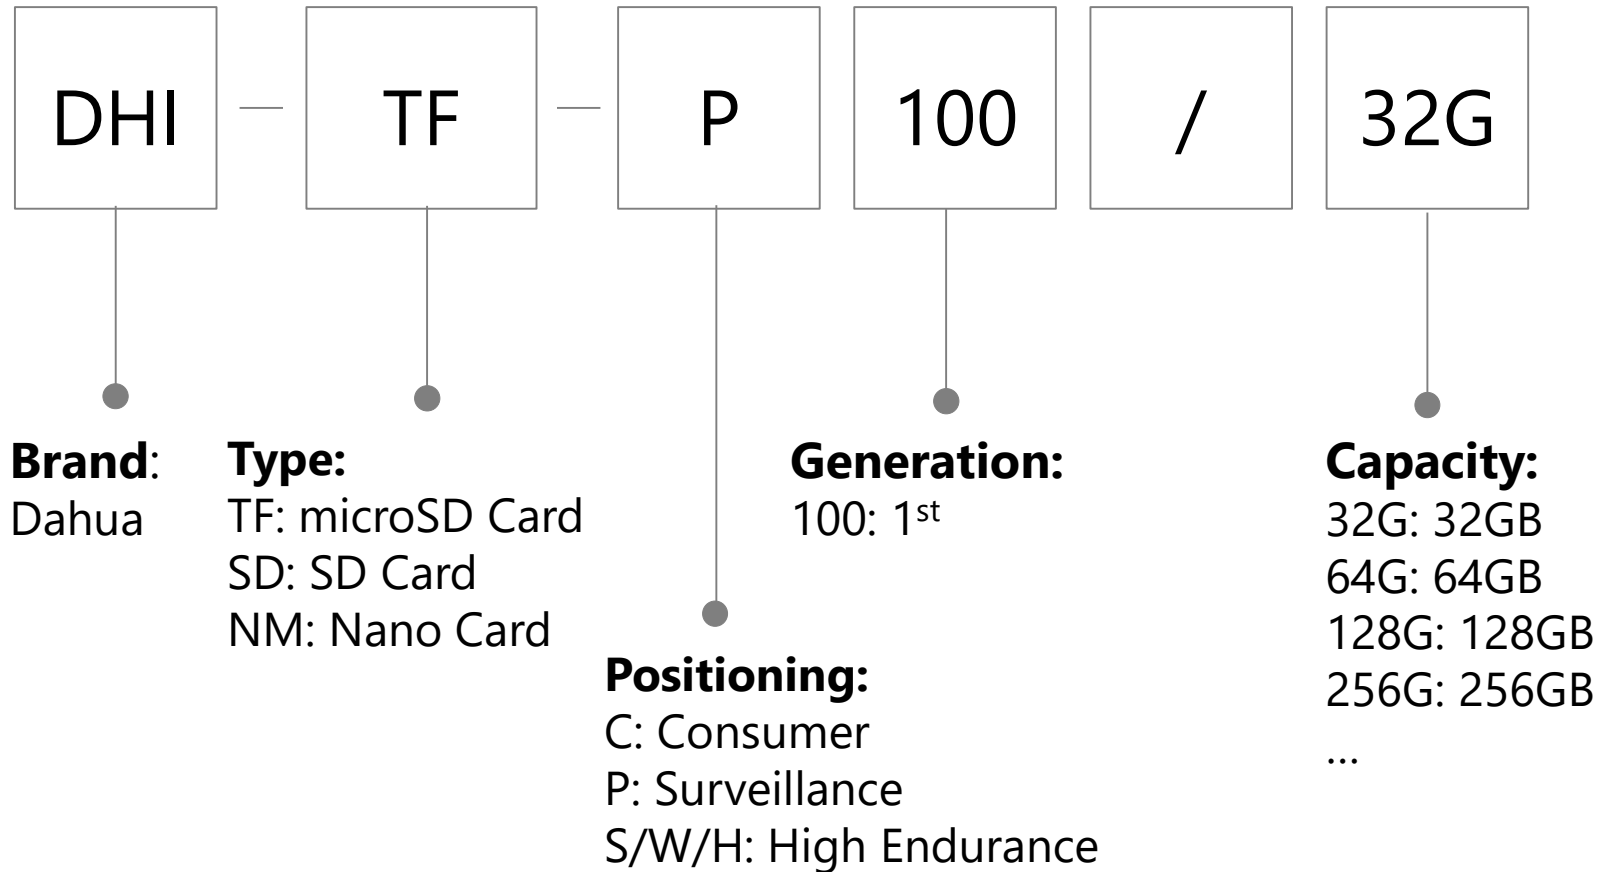 DHI — TF — P 100 / 32G
Brand:
Dahua
Type:
TF: microSD Card
SD: SD Card
NM: Nano Card
Positioning:
C: Consumer
P: Surveillance
S/W/H: High Endurance
Generation:
100: 1st
Capacity:
32G: 32GB
64G: 64GB
128G: 128GB
256G: 256GB
...